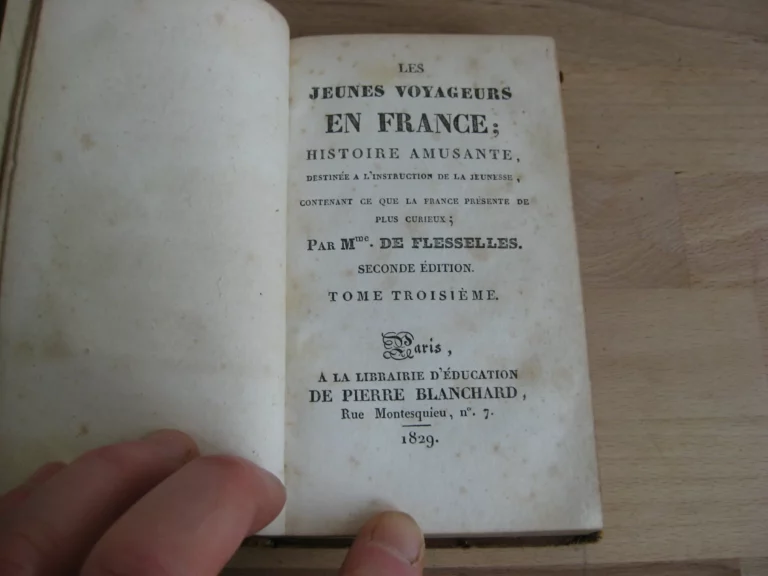 LES
JEUNES VOYAGEURS
EN FRANCE;
HISTOIRE AMUSANTE,
DESTINÉE A L'INSTRUCTION DE LA JEUNESSE,
CONTENANT CE QUE LA FRANCE PRÉSENTE DE
PLUS CURIEUX;
PAR Mme. DE FLESSELLES.
SECONDE ÉDITION.
TOME TROISIÈME.
Paris,
A LA LIBRAIRIE D'ÉDUCATION
DE PIERRE BLANCHARD,
Rue Montesquieu, no. 7.
1829.